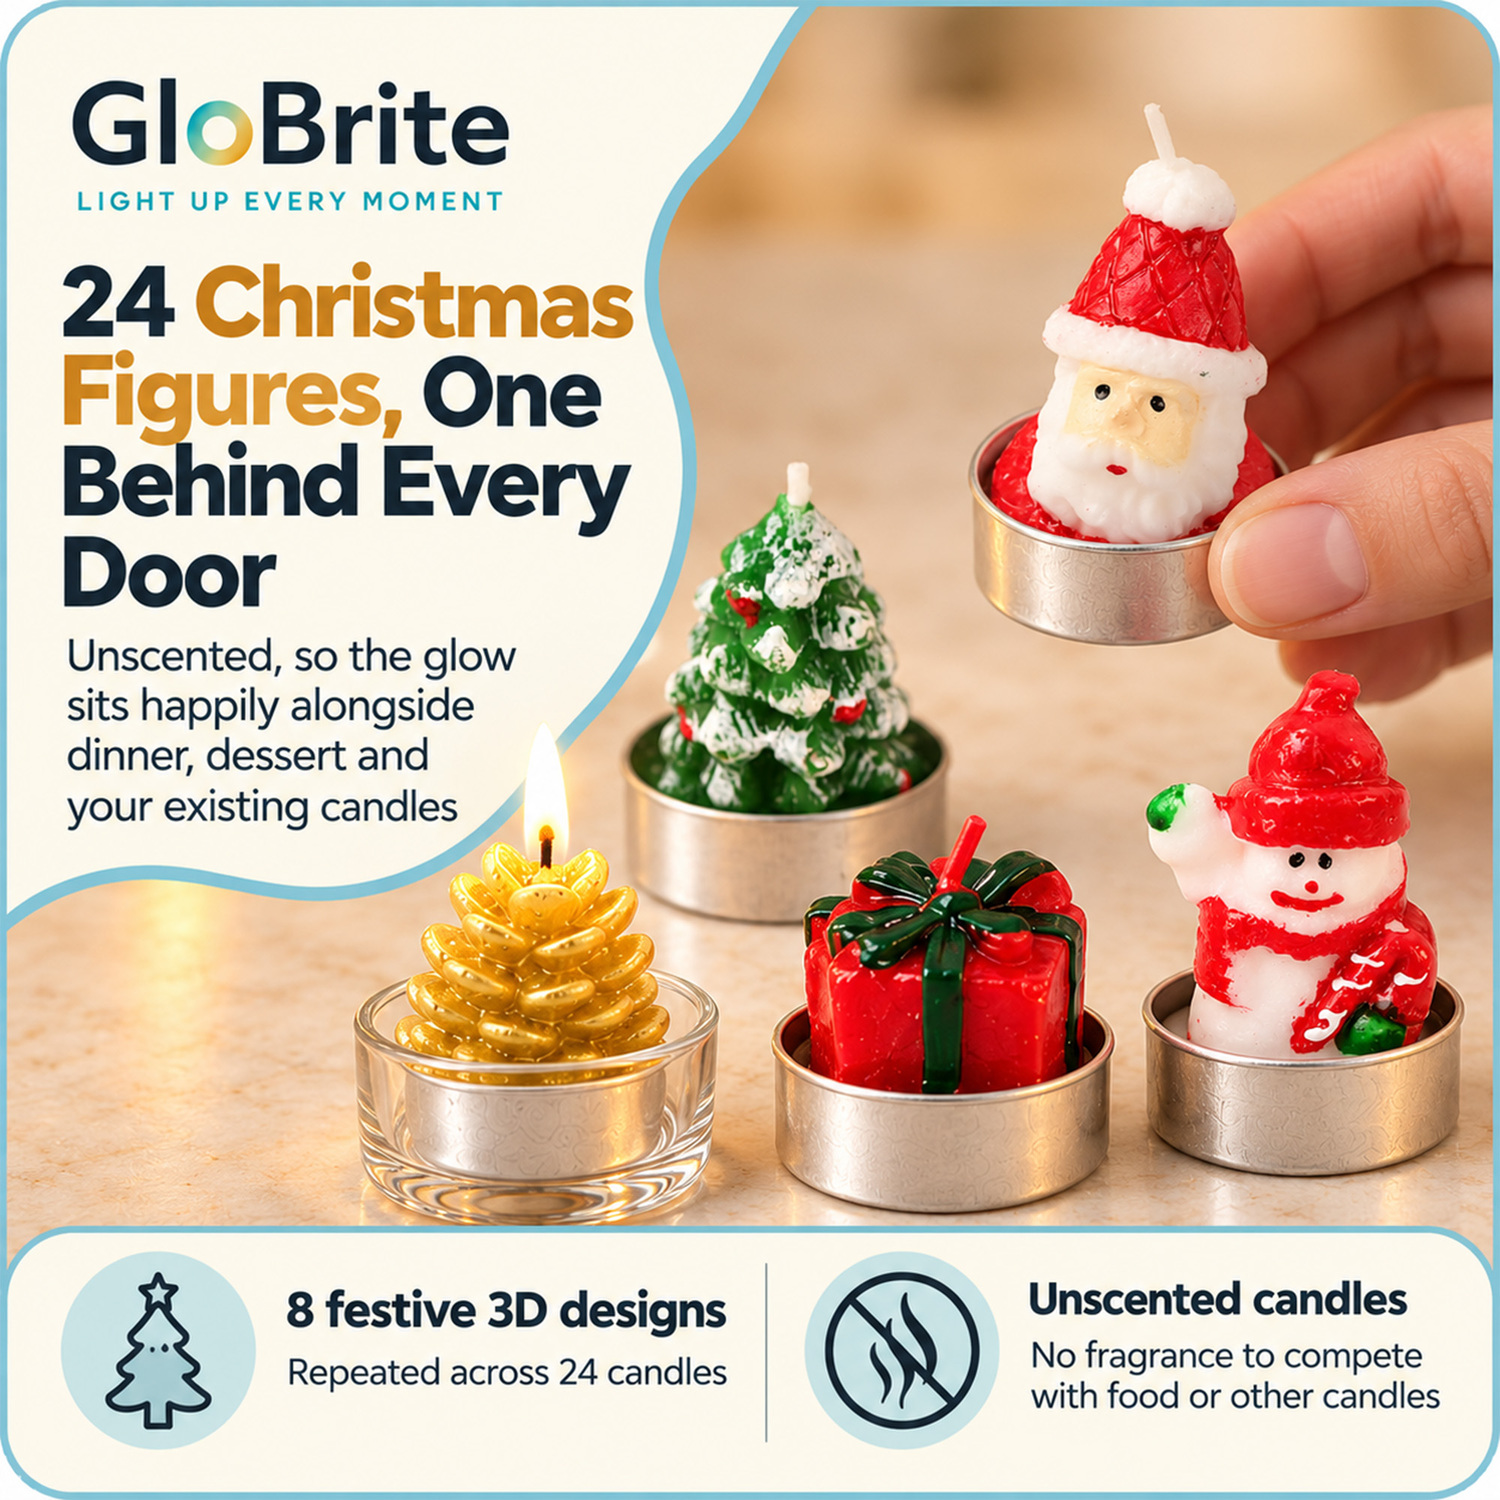 GloBrite
LIGHT UP EVERY MOMENT
24 Christmas
Figures, One
Behind Every
Door
Unscented, so the glow
sits happily alongside
dinner, dessert and
your existing candles
8 festive 3D designs
Repeated across 24 candles
Unscented candles
No fragrance to compete
with food or other candles